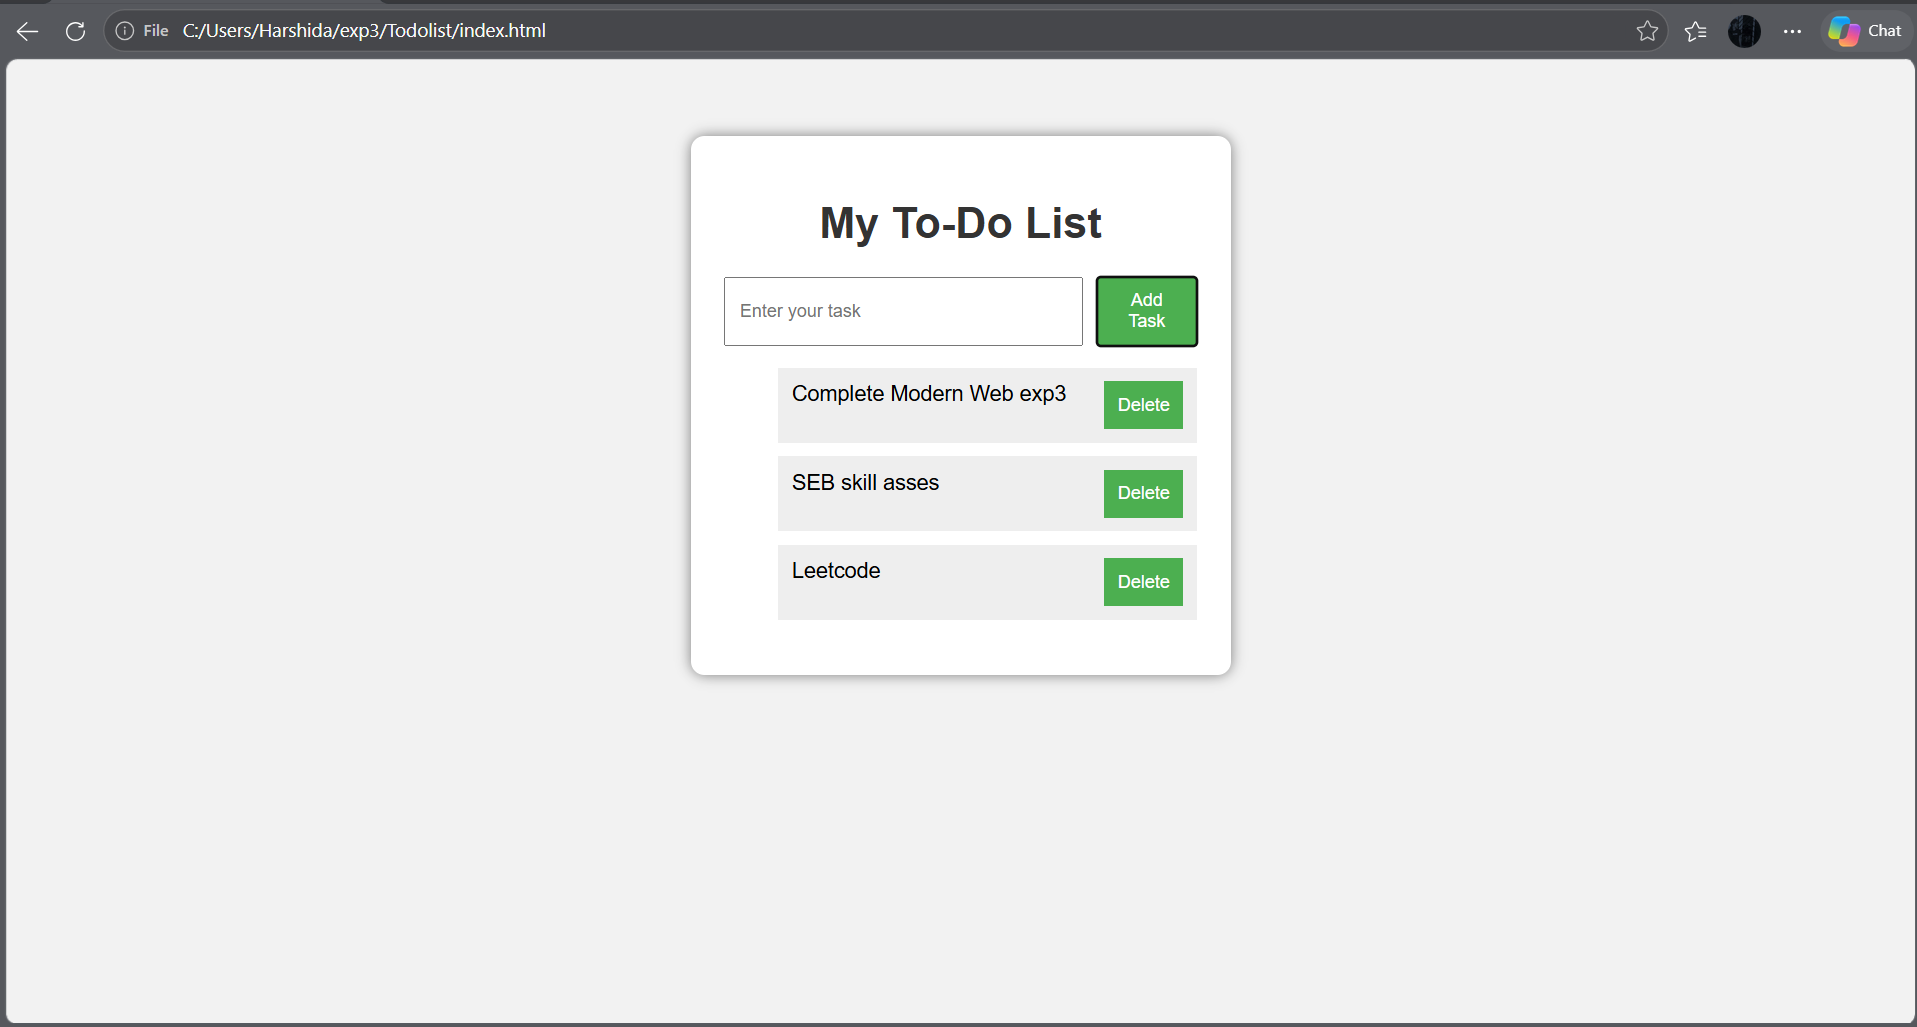 File C:/Users/Harshida/exp3/Todolist/index.html
Chat
My To-Do List
Enter your task
Add
Task
Complete Modern Web exp3
Delete
SEB skill asses
Delete
Leetcode
Delete